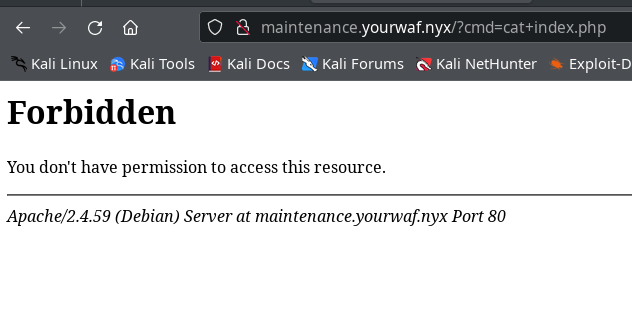 maintenance.yourwaf.nyx/?cmd=cat+index.php
Kali Linux Kali Tools Kali Docs Kali Forums Kali NetHunter Exploit-D
Forbidden
You don't have permission to access this resource.
Apache/2.4.59 (Debian) Server at maintenance.yourwaf.nyx Port 80